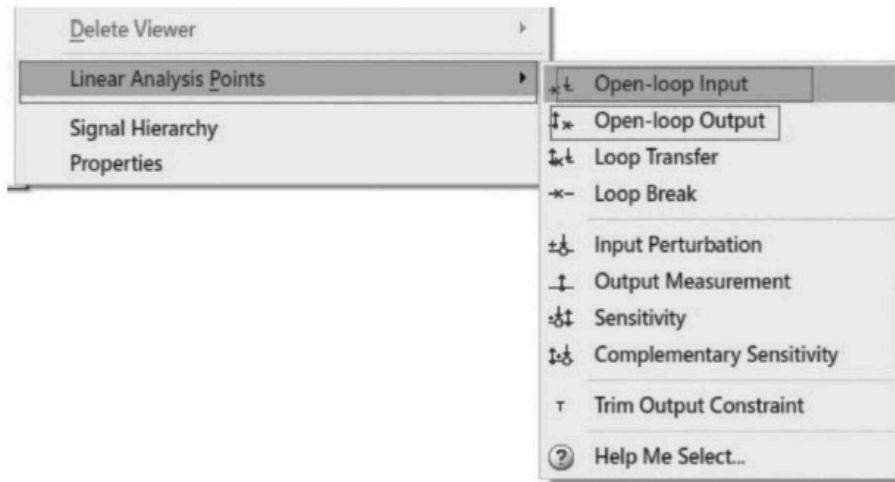 Delete Viewer
Linear Analysis Points
Signal Hierarchy
Properties
Open-loop Input
Open-loop Output
Loop Transfer
Loop Break
Input Perturbation
Output Measurement
Sensitivity
Complementary Sensitivity
T Trim Output Constraint
? Help Me Select...